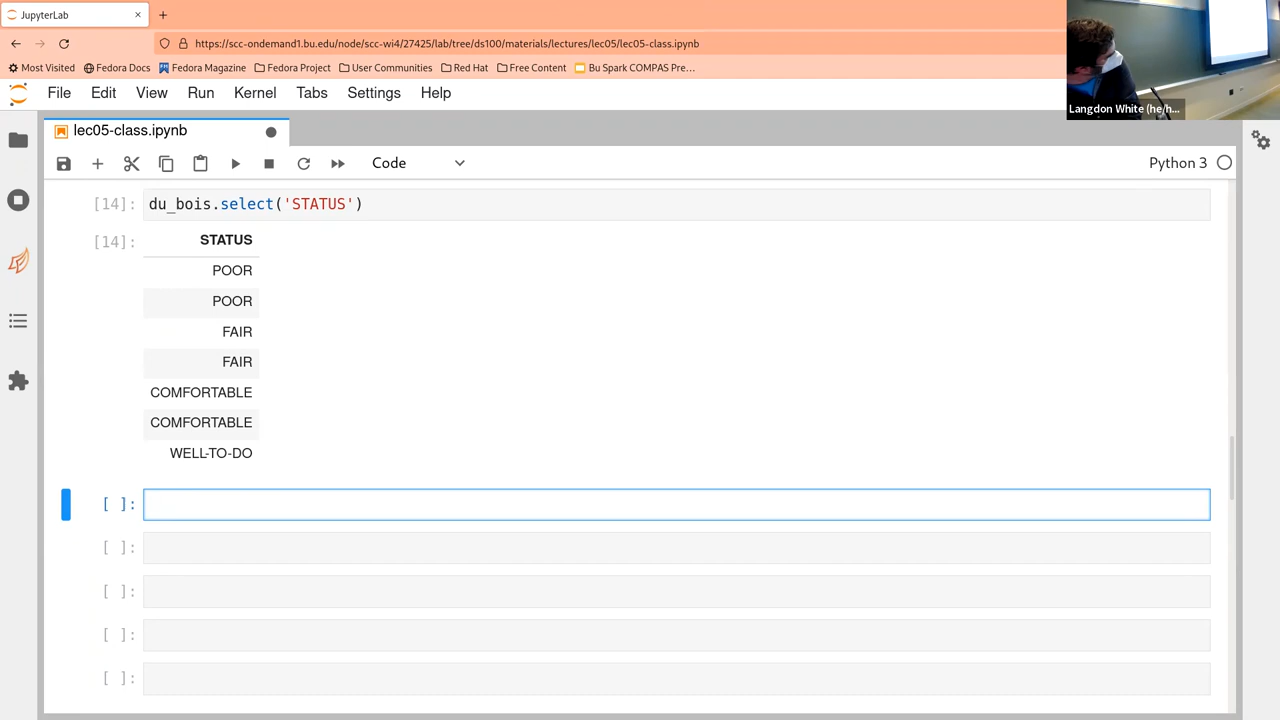 JupyterLab
https://scc-ondemand1.bu.edu/node/scc-wi4/27425/lab/tree/ds100/materials/lectures/lec05/lec05-class.ipynb
Most Visited Fedora Docs Fedora Magazine Fedora Project User Communities Red Hat Free Content Bu Spark COMPAS Pre…
Langdon White (he/h...
File Edit View Run Kernel Tabs Settings Help
lec05-class.ipynb
Code Python 3
[14]: du_bois.select('STATUS')
[14]: STATUS
POOR
POOR
FAIR
FAIR
COMFORTABLE
COMFORTABLE
WELL-TO-DO
[ ]:
[ ]:
[ ]:
[ ]:
[ ]: